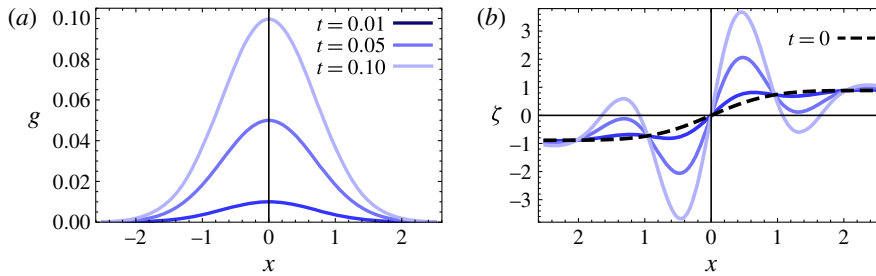 (a)
0.10
0.08
0.06
0.04
0.02
0.00
g
t = 0.01
t = 0.05
t = 0.10
−2 −1 0 1 2
x
(b)
3
2
1
0
−1
−2
−3
ζ
t = 0
2 1 0 1 2
x